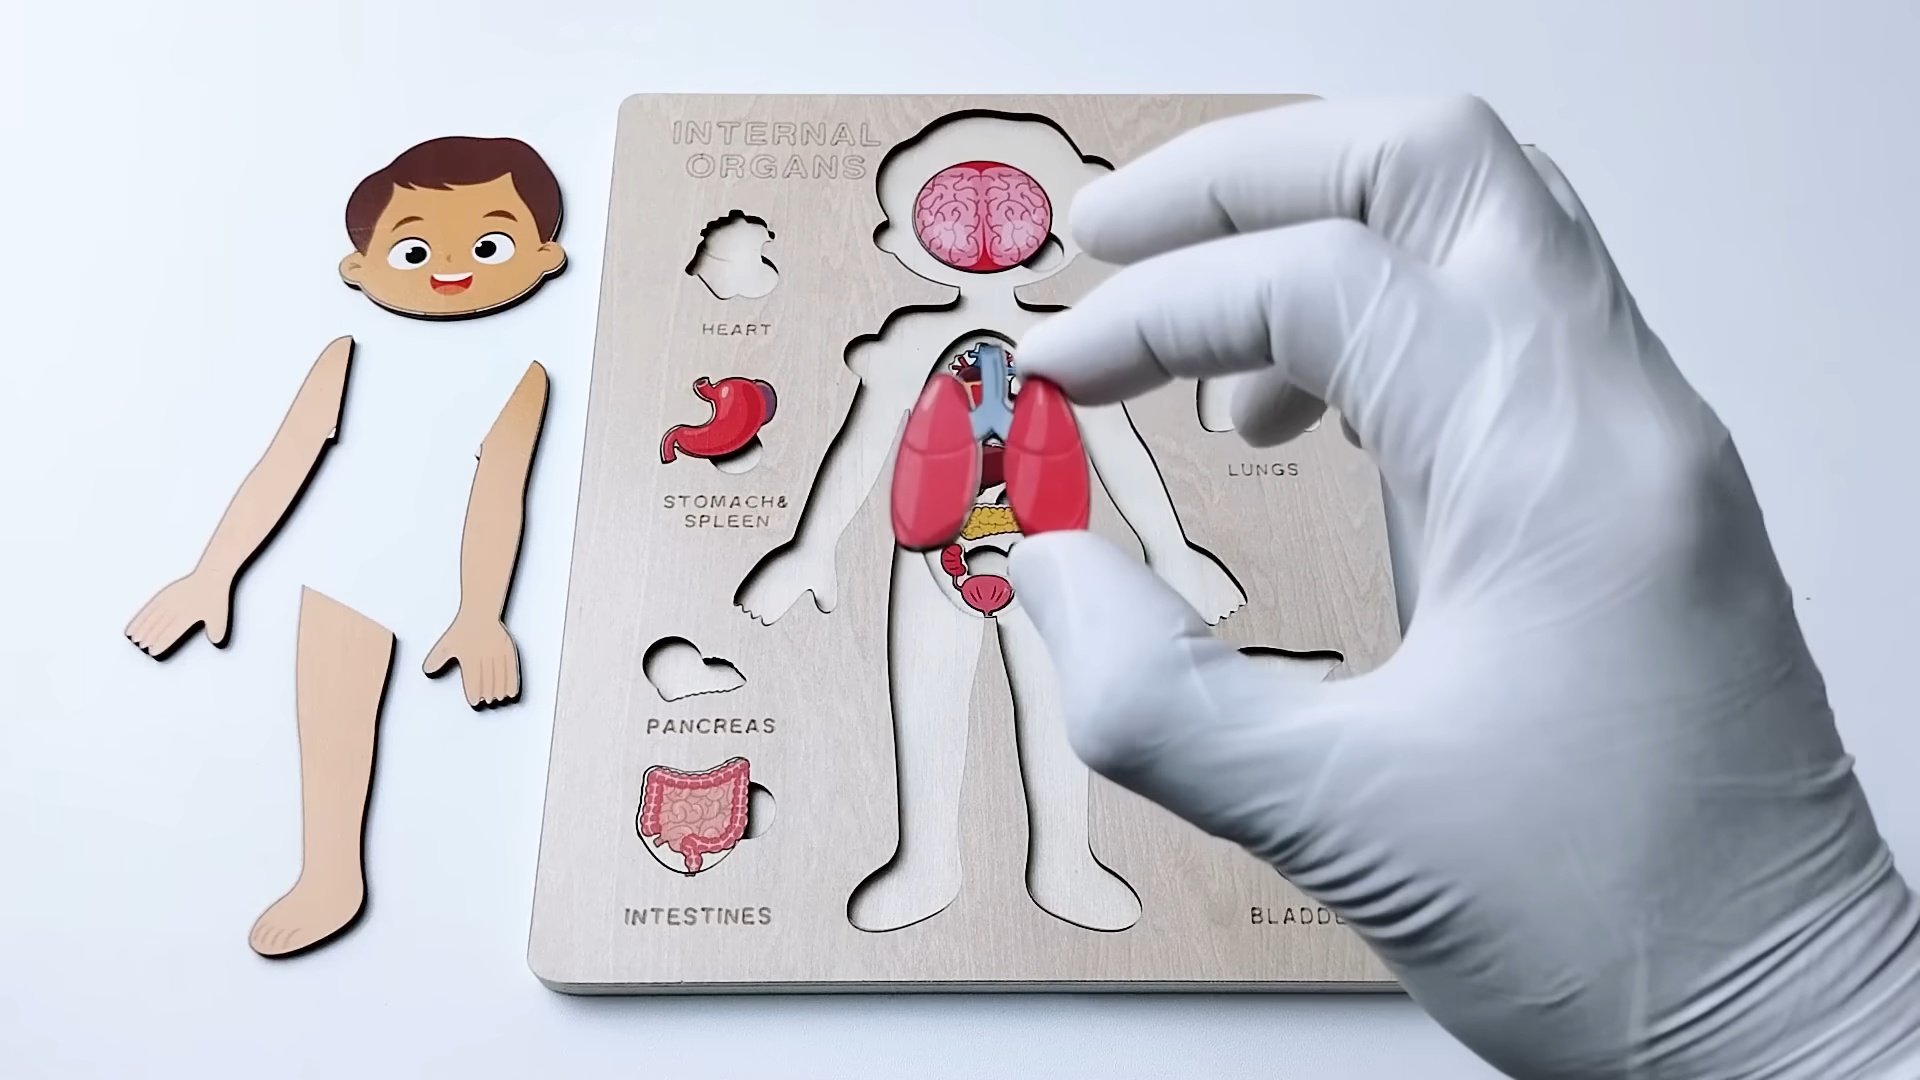 INTERNAL
ORGANS
HEART
STOMACH&
SPLEEN
PANCREAS
INTESTINES
LUNGS